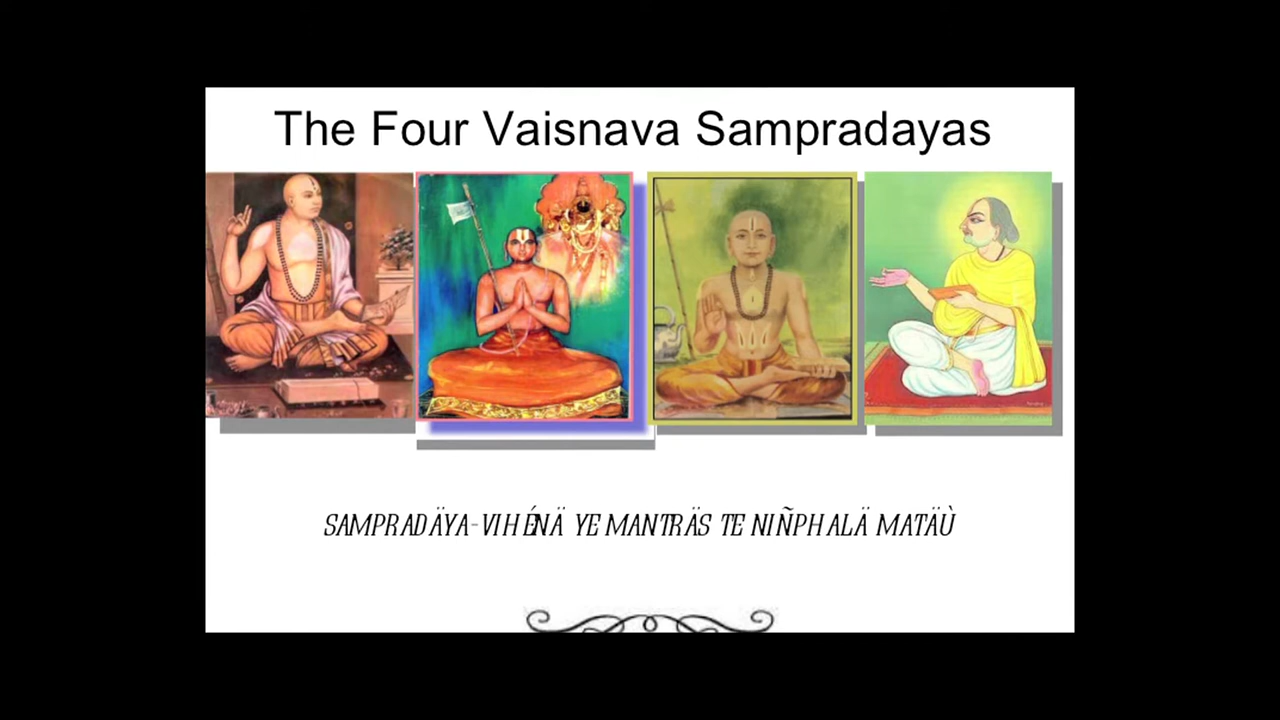 The Four Vaisnava Sampradayas
SAMPRADÄYA-VIHÉNÄ YE MANTRÄS TE NIÑPHALÄ MATÄÙ